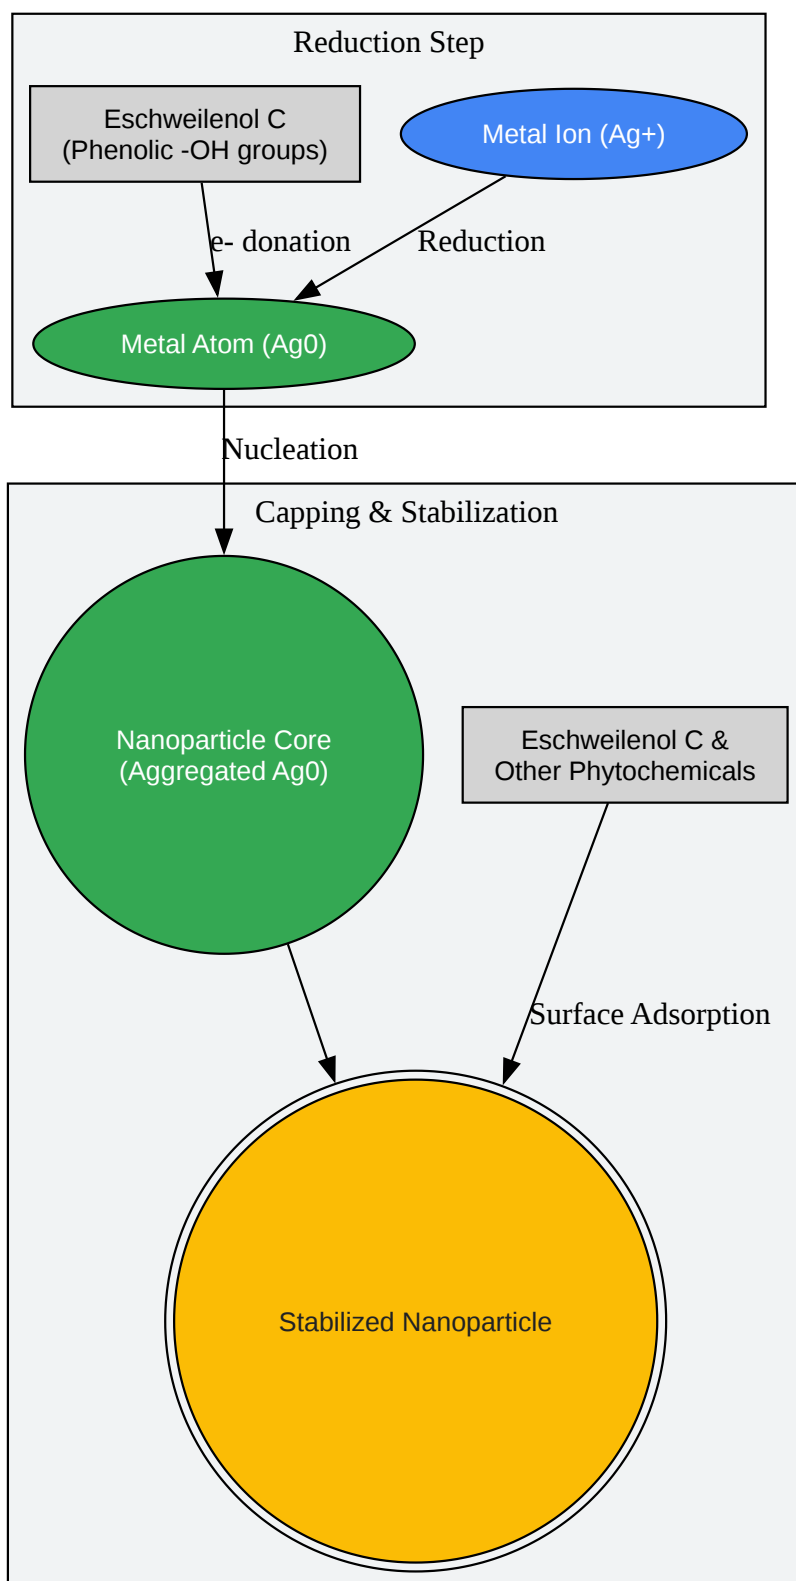 Reduction Step
Eschweilenol C
(Phenolic -OH groups)
Metal Ion (Ag+)
e- donation
Reduction
Metal Atom (Ag0)
Nucleation
Capping & Stabilization
Nanoparticle Core
(Aggregated Ag0)
Eschweilenol C &
Other Phytochemicals
Surface Adsorption
Stabilized Nanoparticle